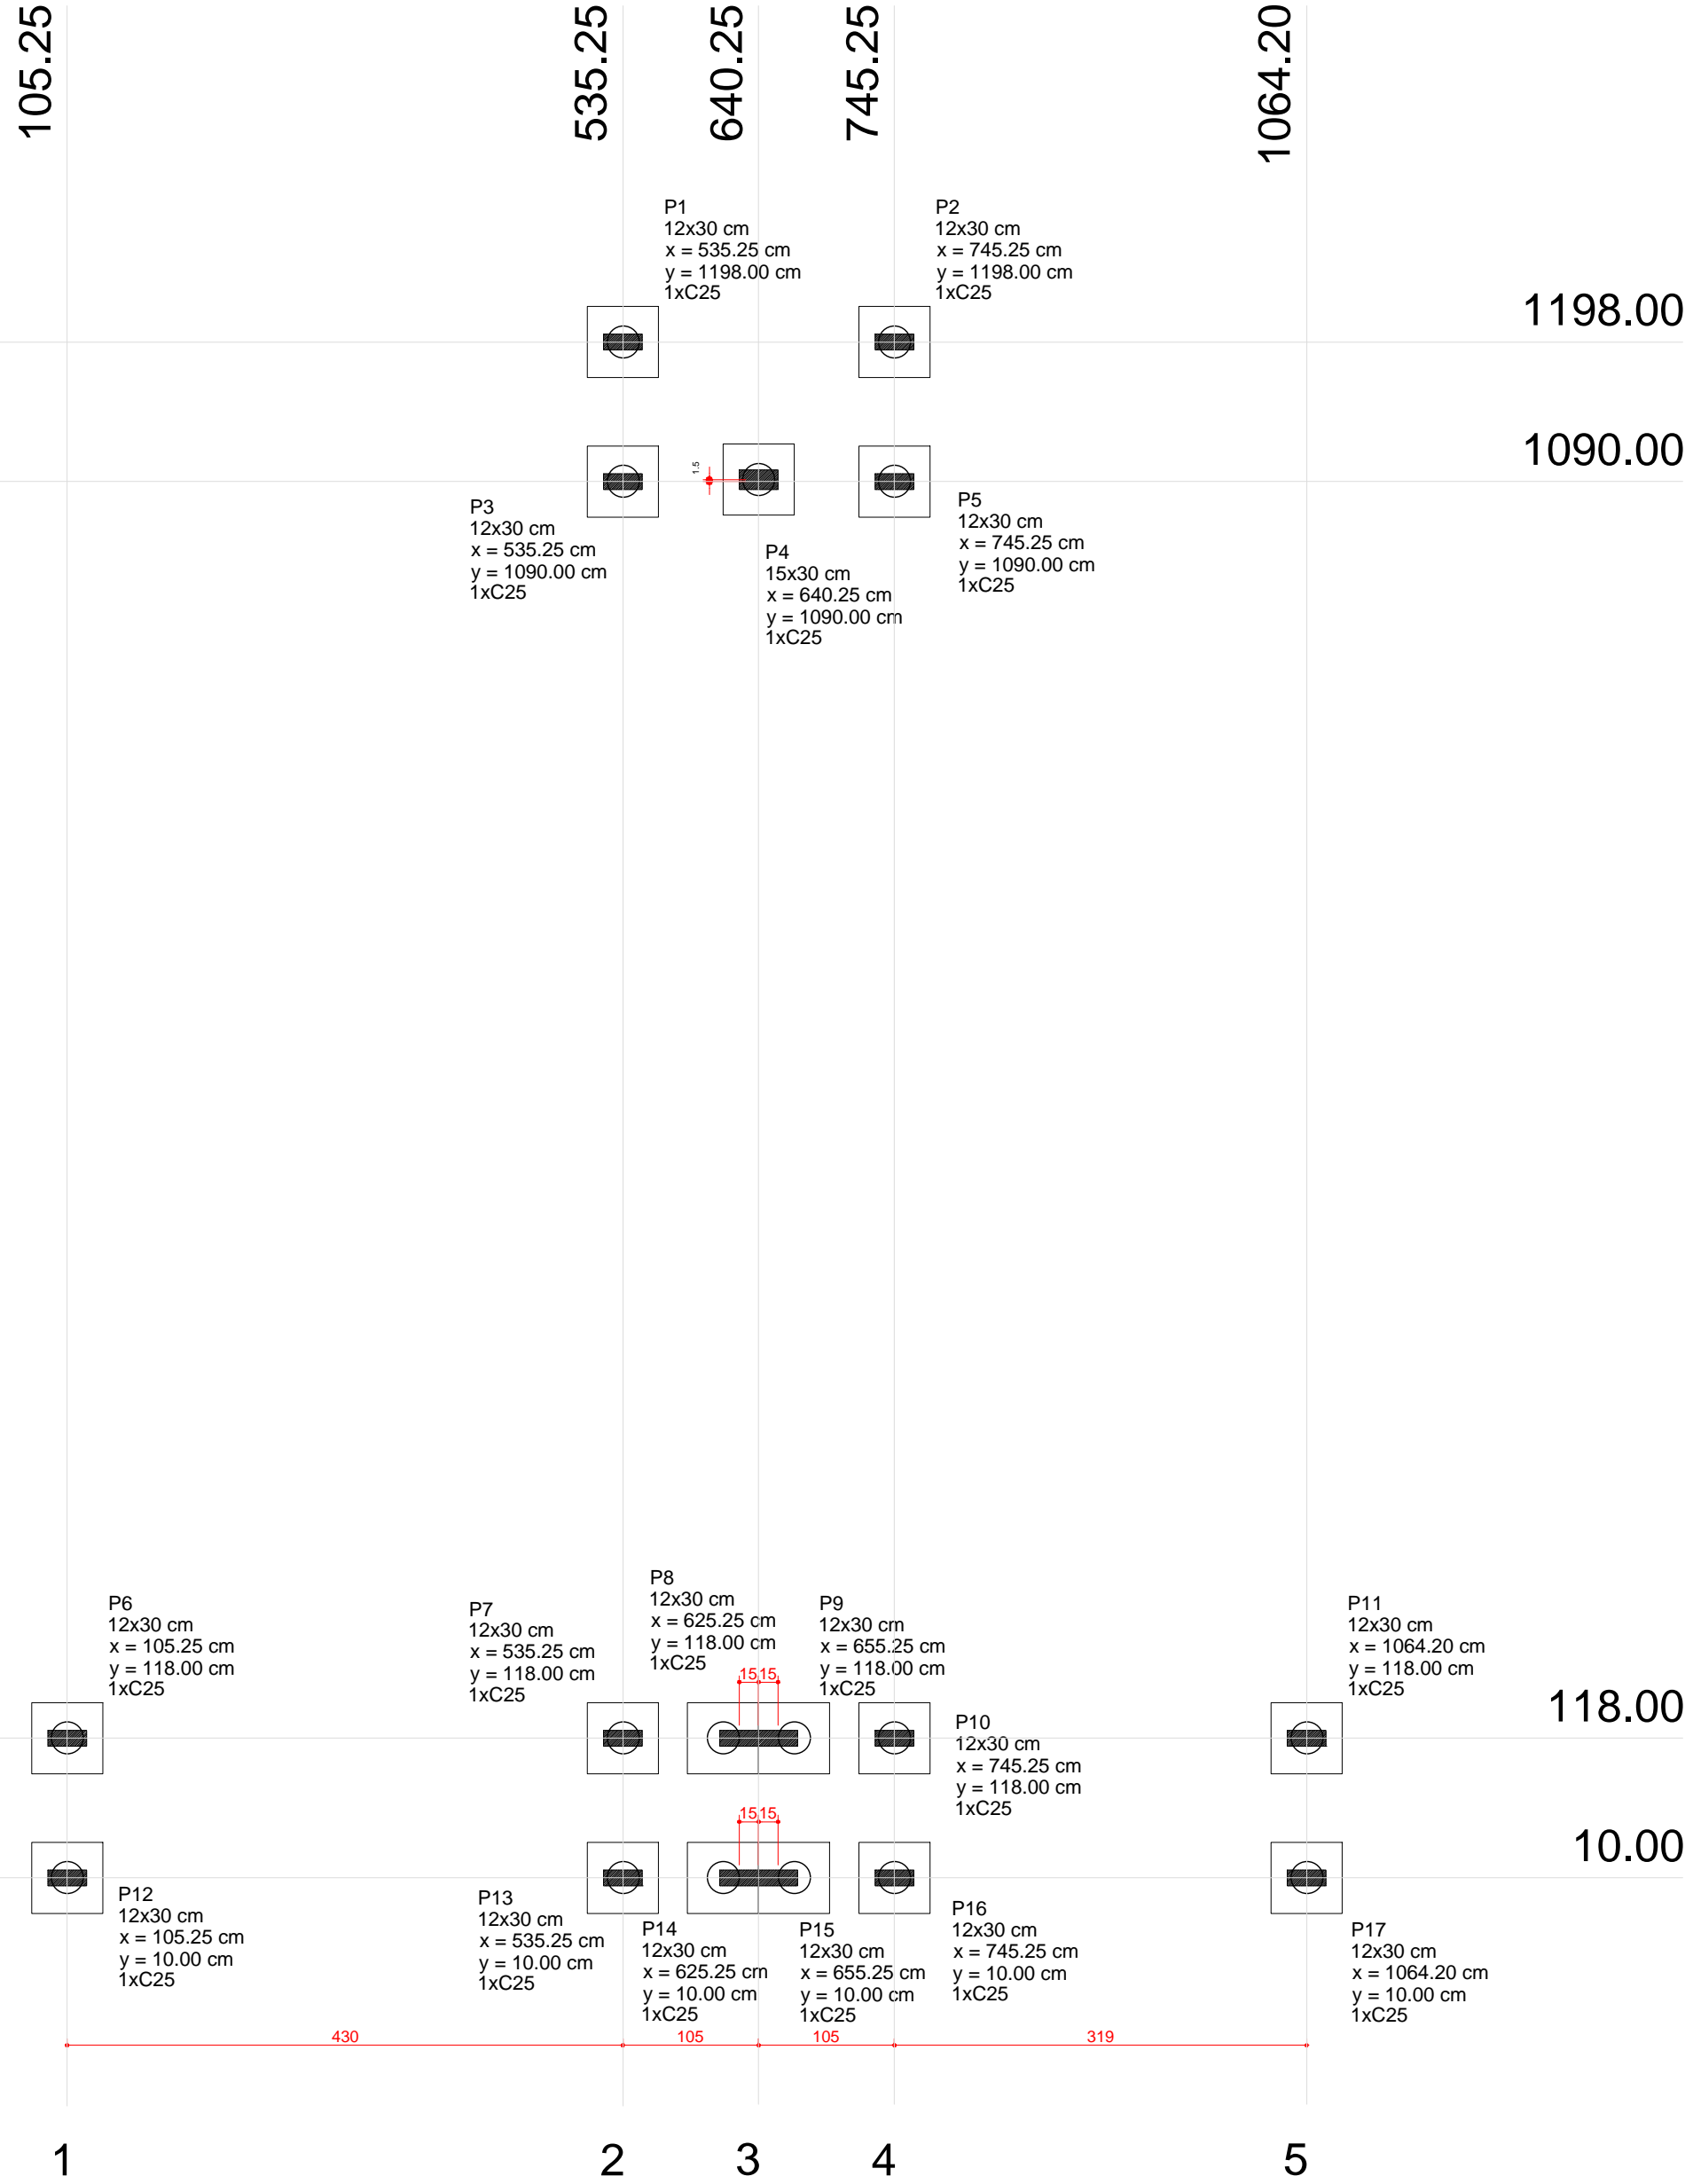 105.25
535.25
640.25
745.25
1064.20
P1
12x30 cm
x = 535.25 cm
y = 1198.00 cm
1xC25
P2
12x30 cm
x = 745.25 cm
y = 1198.00 cm
1xC25
1198.00
1090.00
1.5
P3
12x30 cm
x = 535.25 cm
y = 1090.00 cm
1xC25
P4
15x30 cm
x = 640.25 cm
y = 1090.00 cm
1xC25
P5
12x30 cm
x = 745.25 cm
y = 1090.00 cm
1xC25
P6
12x30 cm
x = 105.25 cm
y = 118.00 cm
1xC25
P7
12x30 cm
x = 535.25 cm
y = 118.00 cm
1xC25
P8
12x30 cm
x = 625.25 cm
y = 118.00 cm
1xC25
P9
12x30 cm
x = 655.25 cm
y = 118.00 cm
1xC25
15 15
P10
12x30 cm
x = 745.25 cm
y = 118.00 cm
1xC25
P11
12x30 cm
x = 1064.20 cm
y = 118.00 cm
1xC25
118.00
15 15
10.00
P12
12x30 cm
x = 105.25 cm
y = 10.00 cm
1xC25
P13
12x30 cm
x = 535.25 cm
y = 10.00 cm
1xC25
P14
12x30 cm
x = 625.25 cm
y = 10.00 cm
1xC25
P15
12x30 cm
x = 655.25 cm
y = 10.00 cm
1xC25
P16
12x30 cm
x = 745.25 cm
y = 10.00 cm
1xC25
P17
12x30 cm
x = 1064.20 cm
y = 10.00 cm
1xC25
430 105 105 319
1 2 3 4 5